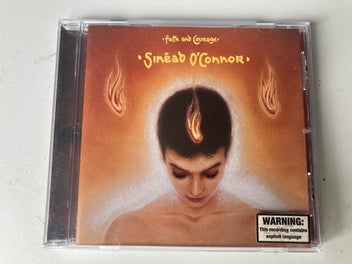 ·Faith and Courage·
·Sinéad O'Connor·
WARNING:
This recording contains
explicit language